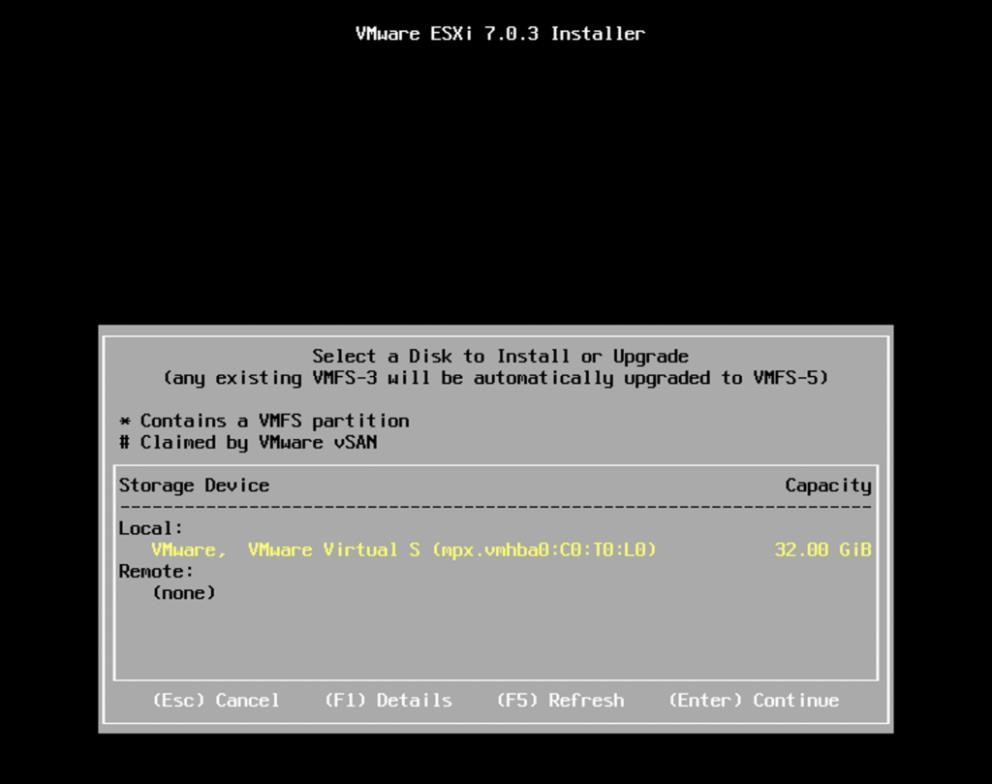 VMware ESXi 7.0.3 Installer
Select a Disk to Install or Upgrade
(any existing VMFS-3 will be automatically upgraded to VMFS-5)
* Contains a VMFS partition
# Claimed by VMware vSAN
Storage Device Capacity
--------------------------------------------------------------------
Local:
VMware,  VMware Virtual S (mpx.vmhba0:C0:T0:L0) 32.00 GiB
Remote:
(none)
(Esc) Cancel (F1) Details (F5) Refresh (Enter) Continue